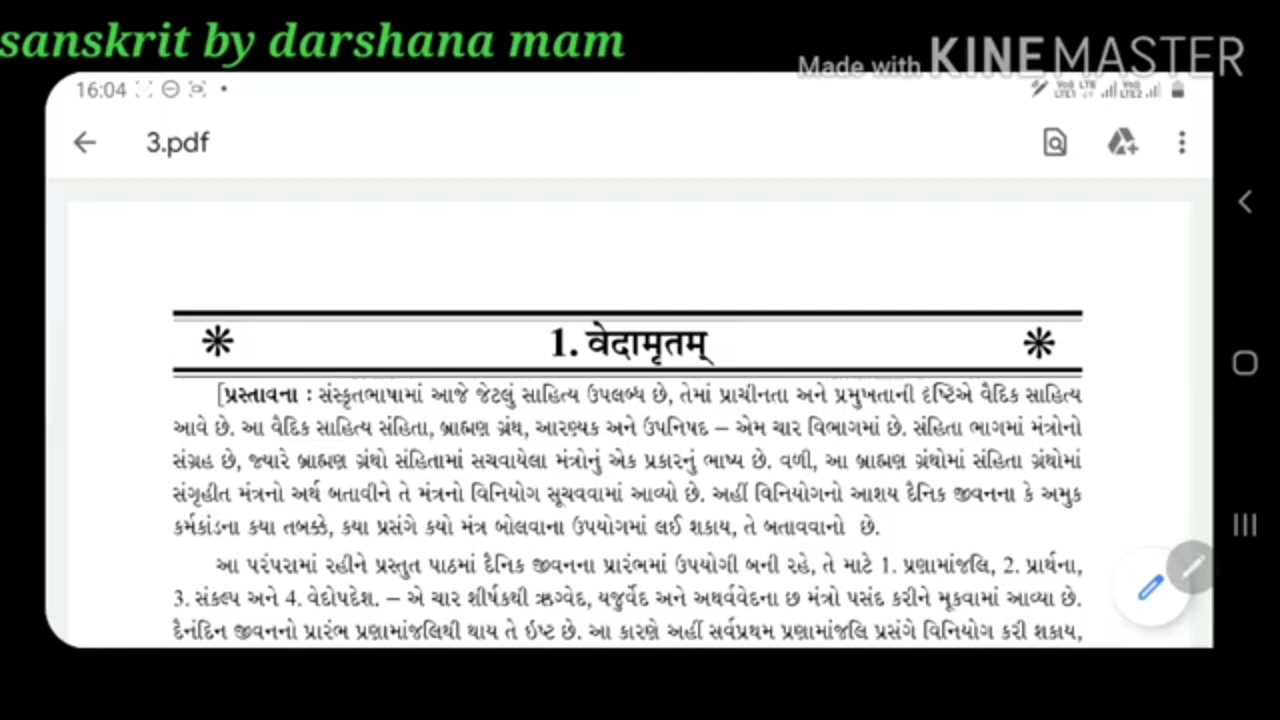 sanskrit by darshana mam
Made with KINEMASTER
16:04
3.pdf
1. वेदामृतम्
[પ્રસ્તાવના : સંસ્કૃતભાષામાં આજે જેટલું સાહિત્ય ઉપલબ્ધ છે, તેમાં પ્રાચીનતા અને પ્રમુખતાની દૃષ્ટિએ વૈદિક સાહિત્ય
આવે છે. આ વૈદિક સાહિત્ય સંહિતા, બ્રાહ્મણ ગ્રંથ, આરણ્યક અને ઉપનિષદ – એમ ચાર વિભાગમાં છે. સંહિતા ભાગમાં મંત્રોનો
સંગ્રહ છે, જ્યારે બ્રાહ્મણ ગ્રંથો સંહિતામાં સચવાયેલા મંત્રોનું એક પ્રકારનું ભાષ્ય છે. વળી, આ બ્રાહ્મણ ગ્રંથોમાં સંહિતા ગ્રંથોમાં
સંગૃહીત મંત્રનો અર્થ બતાવીને તે મંત્રનો વિનિયોગ સૂચવવામાં આવ્યો છે. અહીં વિનિયોગનો આશય દૈનિક જીવનના કે અમુક
કર્મકાંડના કયા તબક્કે, કયા પ્રસંગે કયો મંત્ર બોલવાના ઉપયોગમાં લઈ શકાય, તે બતાવવાનો છે.
આ પરંપરામાં રહીને પ્રસ્તુત પાઠમાં દૈનિક જીવનના પ્રારંભમાં ઉપયોગી બની રહે, તે માટે 1. પ્રણામાંજલિ, 2. પ્રાર્થના,
3. સંકલ્પ અને 4. વેદોપદેશ. – એ ચાર શીર્ષકથી ઋગ્વેદ, યજુર્વેદ અને અથર્વવેદના છ મંત્રો પસંદ કરીને મૂકવામાં આવ્યા છે.
દૈનંદિન જીવનનો પ્રારંભ પ્રણામાંજલિથી થાય તે ઇષ્ટ છે. આ કારણે અહીં સર્વપ્રથમ પ્રણામાંજલિ પ્રસંગે વિનિયોગ કરી શકાય,